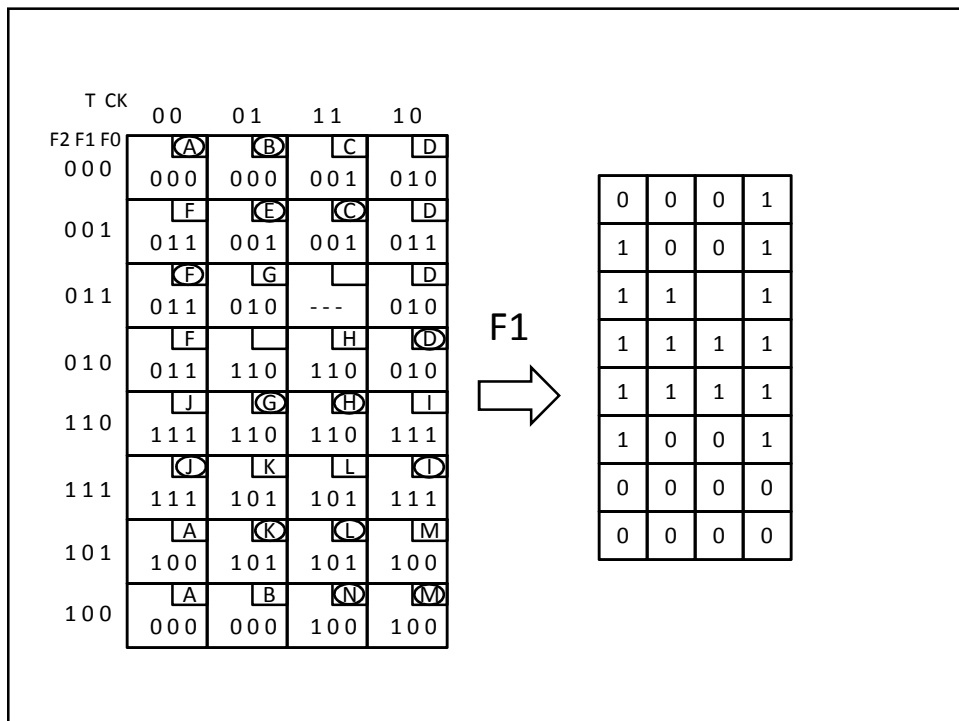 T CK
0 0 0 1 1 1 1 0
F2 F1 F0
A B C D
0 0 0
0 0 0 0 0 0 0 0 1 0 1 0
F E C D
0 0 1
0 1 1 0 0 1 0 0 1 0 1 1
F G D
0 1 1
0 1 1 0 1 0 - - - 0 1 0
F H D
0 1 0
0 1 1 1 1 0 1 1 0 0 1 0
J G H I
1 1 0
1 1 1 1 1 0 1 1 0 1 1 1
J K L I
1 1 1
1 1 1 1 0 1 1 0 1 1 1 1
A K L M
1 0 1
1 0 0 1 0 1 1 0 1 1 0 0
A B N M
1 0 0
0 0 0 0 0 0 1 0 0 1 0 0
F1
0 0 0 1
1 0 0 1
1 1 1
1 1 1 1
1 1 1 1
1 0 0 1
0 0 0 0
0 0 0 0